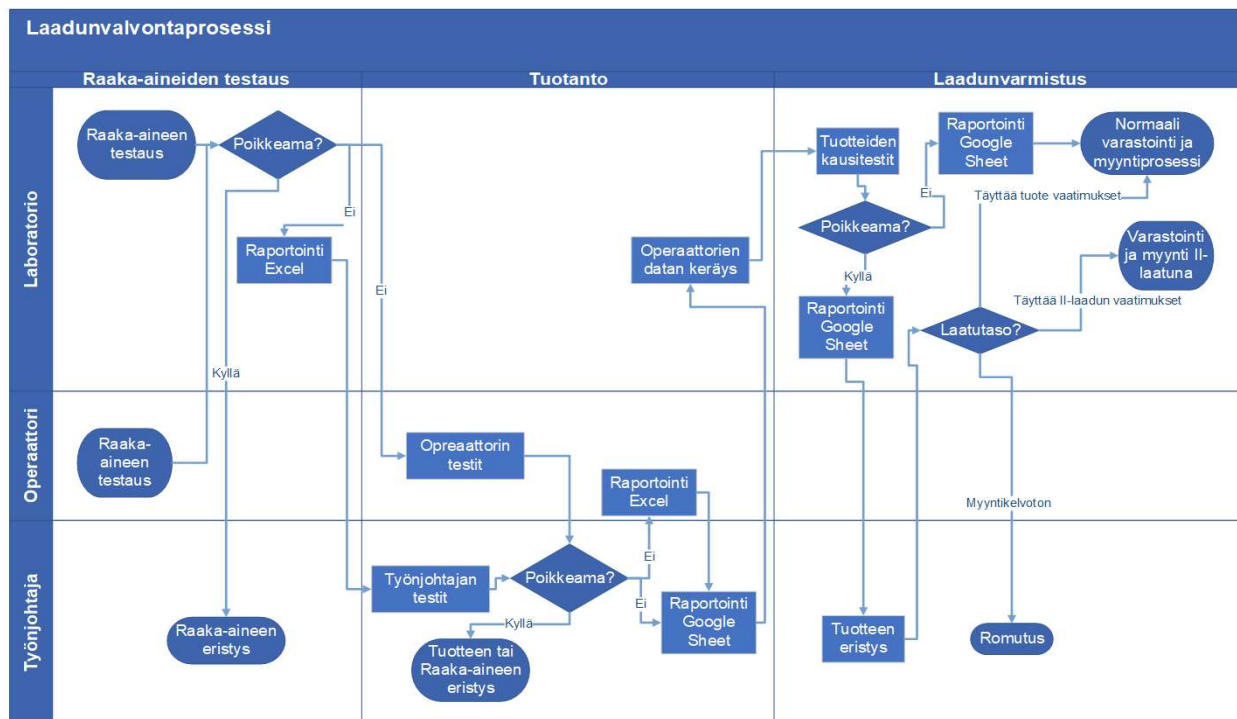 Laadunvalvontaprosessi
Raaka-aineiden testaus
Tuotanto
Laadunvarmistus
Laboratorio
Raaka-aineen
testaus
Poikkeama?
Ei
Raportointi
Excel
Kyllä
Ei
Operaattorien
datan keräys
Tuotteiden
kausitestit
Poikkeama?
Ei
Raportointi
Google
Sheet
Normaali
varastointi ja
myyntiprosessi
Täyttää tuote vaatimukset
Kyllä
Raportointi
Google
Sheet
Laatutaso?
Varastointi
ja myynti II-
laatuna
Täyttää II-laadun vaatimukset
Operaattori
Raaka-
aineen
testaus
Opreaattorin
testit
Raportointi
Excel
Myyntikelvoton
Työnjohtaja
Raaka-aineen
eristys
Työnjohtajan
testit
Poikkeama?
Ei
Ei
Kyllä
Tuotteen tai
Raaka-aineen
eristys
Raportointi
Google
Sheet
Tuotteen
eristys
Romutus